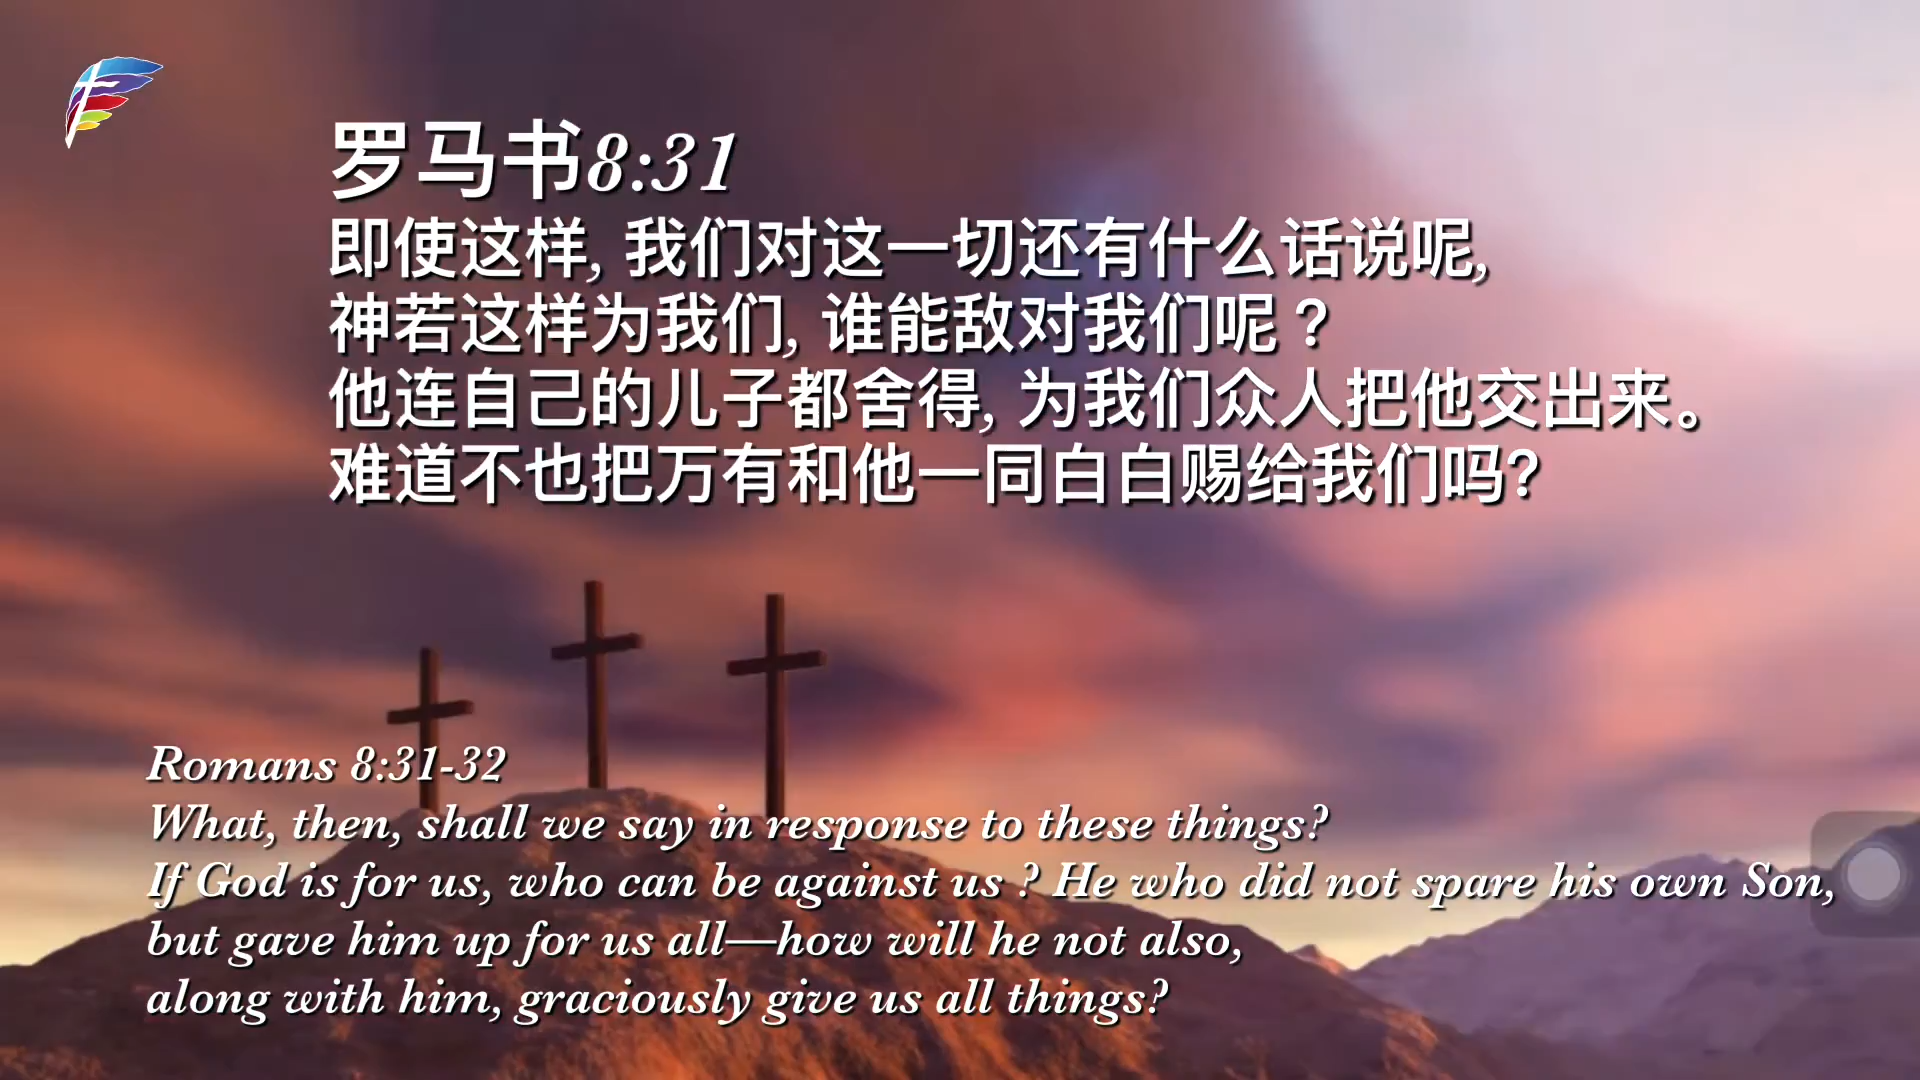 罗马书8:31
即使这样, 我们对这一切还有什么话说呢,
神若这样为我们, 谁能敌对我们呢 ?
他连自己的儿子都舍得, 为我们众人把他交出来。
难道不也把万有和他一同白白赐给我们吗?
Romans 8:31-32
What, then, shall we say in response to these things?
If God is for us, who can be against us ? He who did not spare his own Son,
but gave him up for us all—how will he not also,
along with him, graciously give us all things?